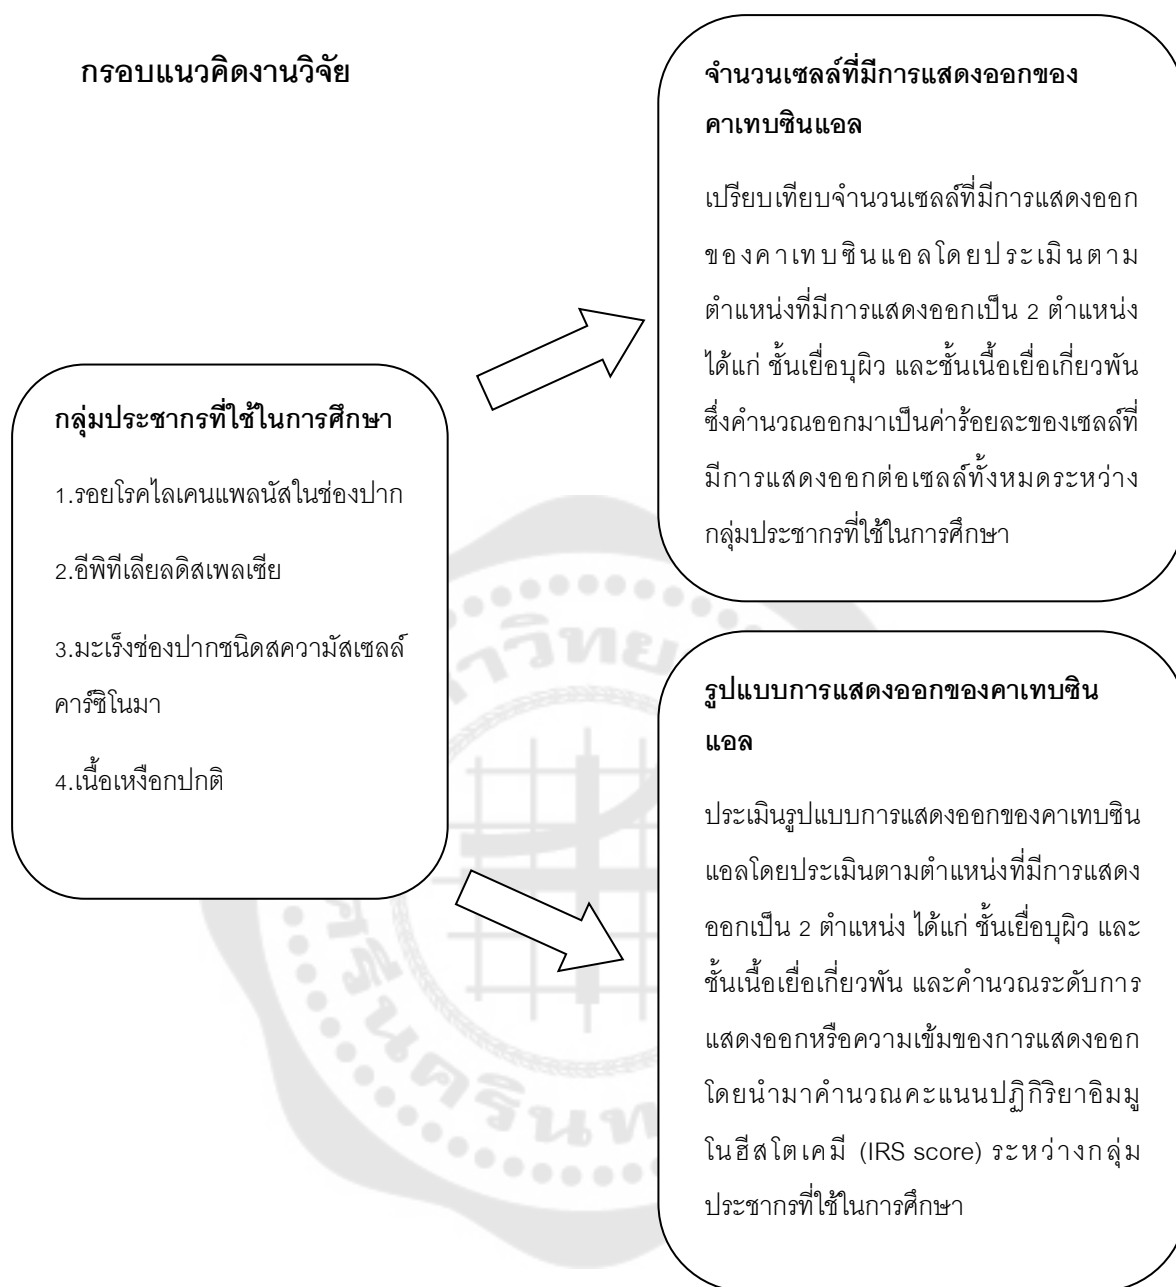 กรอบแนวคิดงานวิจัย
กลุ่มประชากรที่ใช้ในการศึกษา
1.รอยโรคไลเคนแพลนัสในช่องปาก
2.อีพิทีเลียลดิสเพลเซีย
3.มะเร็งช่องปากชนิดสความัสเซลล์
คาร์ซิโนมา
4.เนื้อเหงือกปกติ
จำนวนเซลล์ที่มีการแสดงออกของ
คาเทบซินแอล
เปรียบเทียบจำนวนเซลล์ที่มีการแสดงออก
ของคาเทบซินแอลโดยประเมินตาม
ตำแหน่งที่มีการแสดงออกเป็น 2 ตำแหน่ง
ได้แก่ ชั้นเยื่อบุผิว และชั้นเนื้อเยื่อเกี่ยวพัน
ซึ่งคำนวณออกมาเป็นค่าร้อยละของเซลล์ที่
มีการแสดงออกต่อเซลล์ทั้งหมดระหว่าง
กลุ่มประชากรที่ใช้ในการศึกษา
รูปแบบการแสดงออกของคาเทบซิน
แอล
ประเมินรูปแบบการแสดงออกของคาเทบซิน
แอลโดยประเมินตามตำแหน่งที่มีการแสดง
ออกเป็น 2 ตำแหน่ง ได้แก่ ชั้นเยื่อบุผิว และ
ชั้นเนื้อเยื่อเกี่ยวพัน และคำนวณระดับการ
แสดงออกหรือความเข้มของการแสดงออก
โดยนำมาคำนวณคะแนนปฏิกิริยาอิมมู
โนฮีสโตเคมี (IRS score) ระหว่างกลุ่ม
ประชากรที่ใช้ในการศึกษา